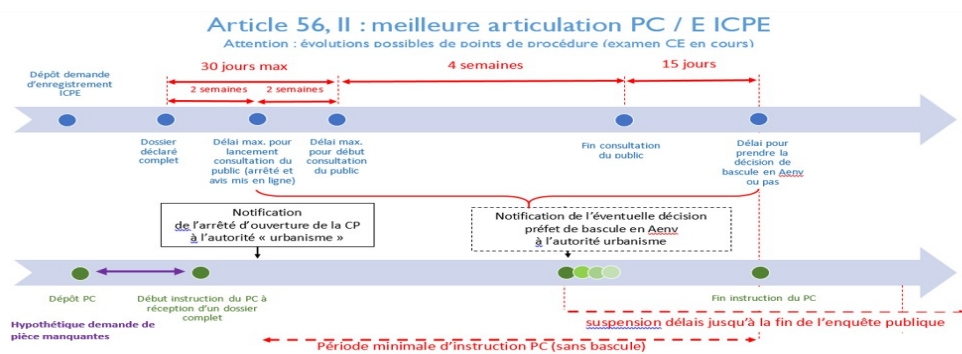 Article 56, II : meilleure articulation PC / E ICPE
Attention : évolutions possibles de points de procédure (examen CE en cours)
Dépôt demande
d'enregistrement
ICPE
30 jours max
4 semaines
15 jours
2 semaines
2 semaines
Dossier
déclaré
complet
Délai max. pour
lancement
consultation du
public (arrêté et
avis mis en ligne)
Délai max.
pour début
consultation
du public
Fin consultation
du public
Délai pour
prendre la
décision de
bascule en Aenv
ou pas
Notification
de l'arrêté d'ouverture de la CP
à l'autorité « urbanisme »
Notification de l'éventuelle décision
préfet de bascule en Aenv
à l'autorité urbanisme
Dépôt PC
Début instruction du PC à
réception d'un dossier
complet
Fin instruction du PC
Hypothétique demande de
pièce manquantes
suspension délais jusqu'à la fin de l'enquête publique
Période minimale d'instruction PC (sans bascule)